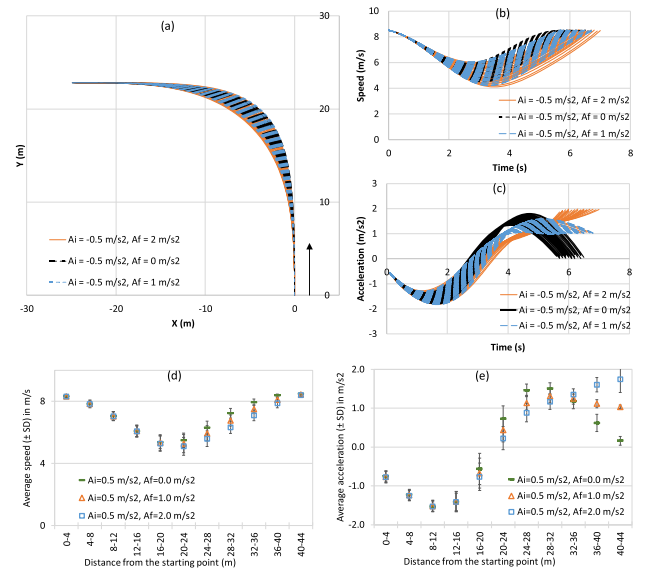 (a)
30
20
10
0
Y (m)
-30
-20
-10
0
X (m)
Ai = -0.5 m/s2, Af = 2 m/s2
Ai = -0.5 m/s2, Af = 0 m/s2
Ai = -0.5 m/s2, Af = 1 m/s2
(b)
10
8
6
4
2
0
Speed (m/s)
0 2 4 6 8
Time (s)
Ai = -0.5 m/s2, Af = 2 m/s2
Ai = -0.5 m/s2, Af = 0 m/s2
Ai = -0.5 m/s2, Af = 1 m/s2
(c)
3
2
1
0
-1
-2
-3
Acceleration (m/s2)
0 2 4 6 8
Time (s)
Ai = -0.5 m/s2, Af = 2 m/s2
Ai = -0.5 m/s2, Af = 0 m/s2
Ai = -0.5 m/s2, Af = 1 m/s2
(d)
8
4
0
Average speed (± SD) in m/s
Ai=0.5 m/s2, Af=0.0 m/s2
Ai=0.5 m/s2, Af=1.0 m/s2
Ai=0.5 m/s2, Af=2.0 m/s2
0-4 4-8 8-12 12-16 16-20 20-24 24-28 28-32 32-36 36-40 40-44
Distance from the starting point (m)
(e)
2.0
1.0
0.0
-1.0
-2.0
Average acceleration (± SD) in m/s2
Ai=0.5 m/s2, Af=0.0 m/s2
Ai=0.5 m/s2, Af=1.0 m/s2
Ai=0.5 m/s2, Af=2.0 m/s2
0-4 4-8 8-12 12-16 16-20 20-24 24-28 28-32 32-36 36-40 40-44
Distance from the starting point (m)